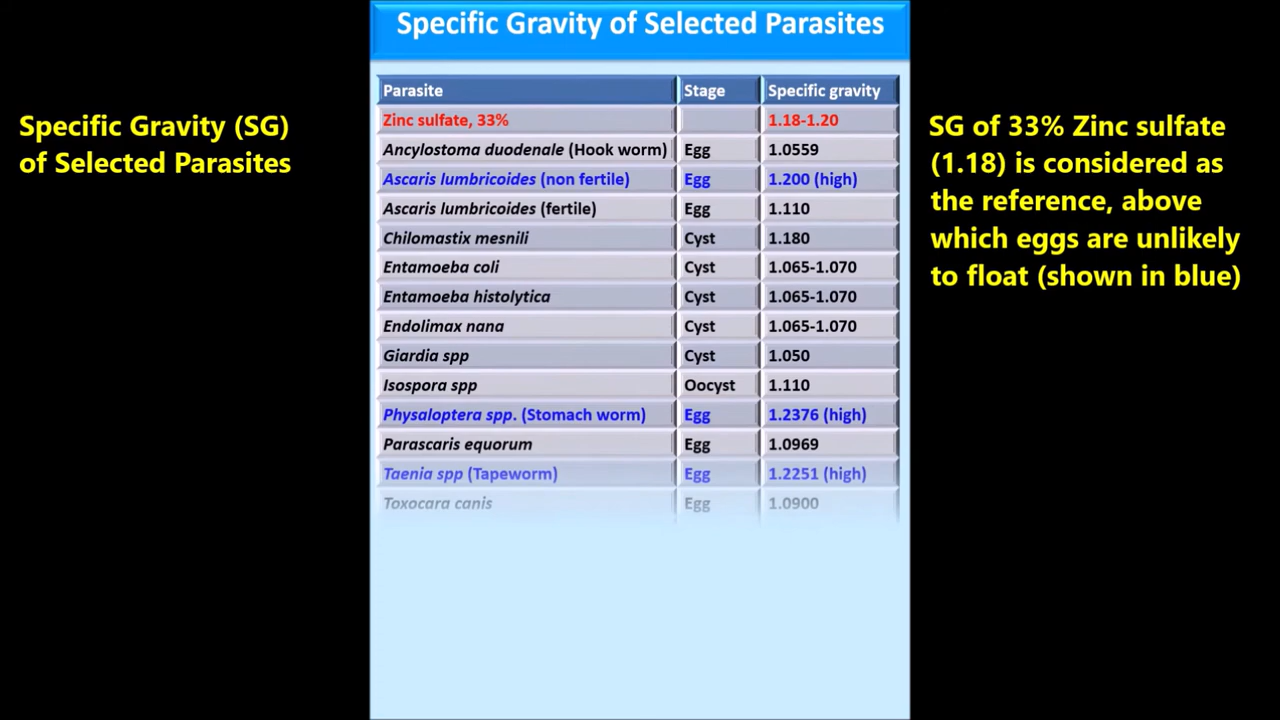 Specific Gravity of Selected Parasites
Specific Gravity (SG)
of Selected Parasites
Parasite Stage Specific gravity
Zinc sulfate, 33% 1.18-1.20
Ancylostoma duodenale (Hook worm) Egg 1.0559
Ascaris lumbricoides (non fertile) Egg 1.200 (high)
Ascaris lumbricoides (fertile) Egg 1.110
Chilomastix mesnili Cyst 1.180
Entamoeba coli Cyst 1.065-1.070
Entamoeba histolytica Cyst 1.065-1.070
Endolimax nana Cyst 1.065-1.070
Giardia spp Cyst 1.050
Isospora spp Oocyst 1.110
Physaloptera spp. (Stomach worm) Egg 1.2376 (high)
Parascaris equorum Egg 1.0969
Taenia spp (Tapeworm) Egg 1.2251 (high)
Toxocara canis Egg 1.0900
SG of 33% Zinc sulfate
(1.18) is considered as
the reference, above
which eggs are unlikely
to float (shown in blue)